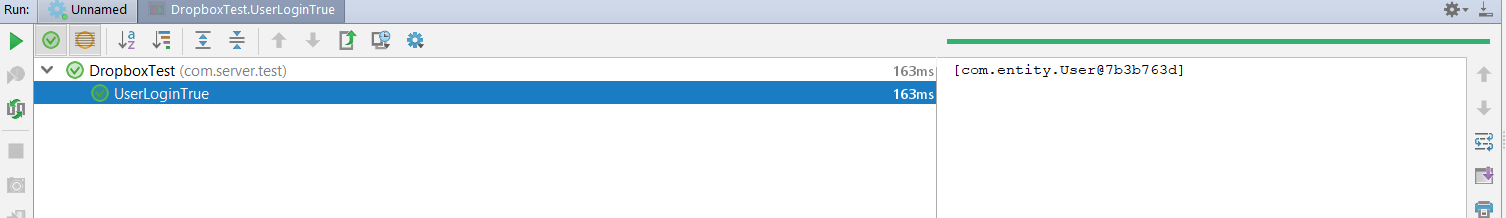 Run: Unnamed DropboxTest.UserLoginTrue
DropboxTest (com.server.test) 163ms
UserLoginTrue 163ms
[com.entity.User@7b3b763d]